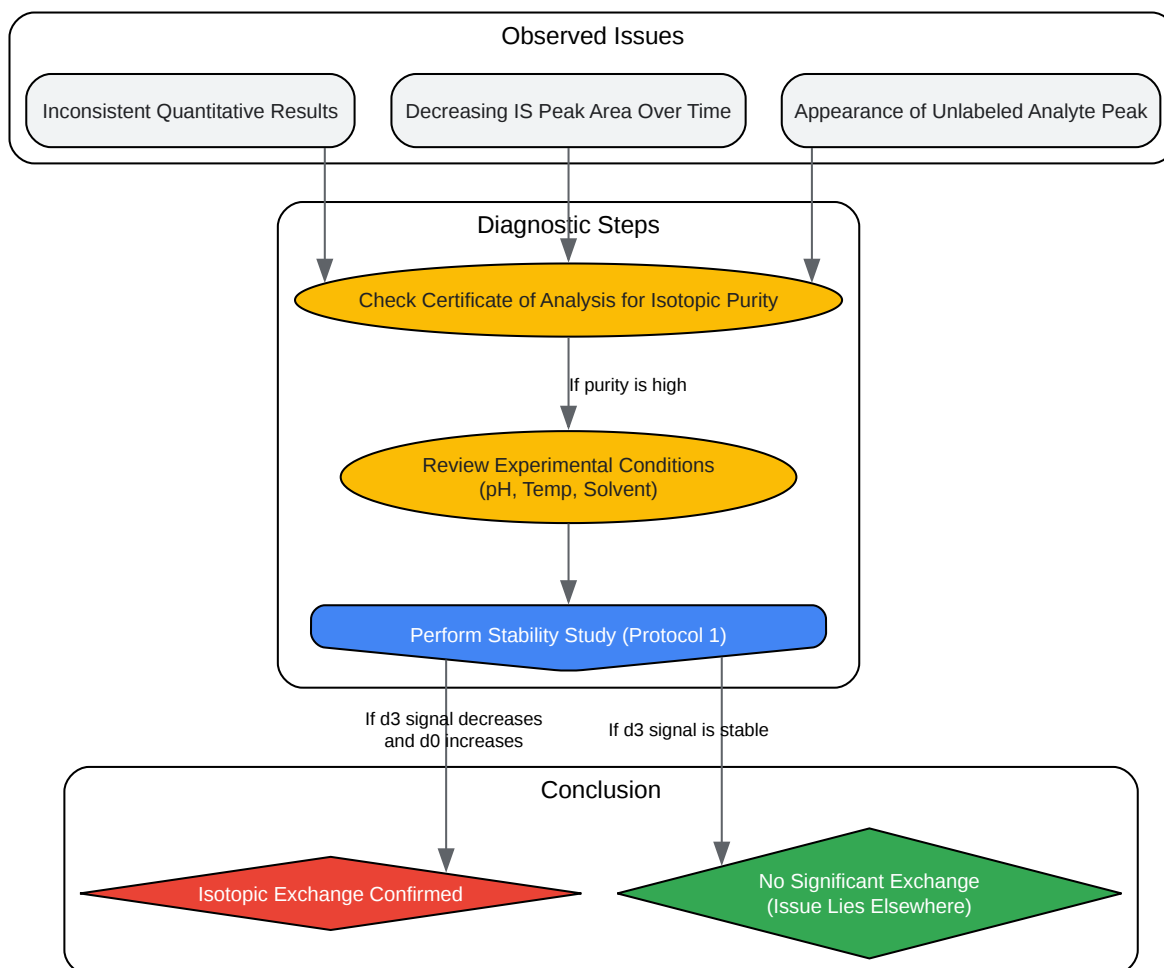 Observed Issues
Inconsistent Quantitative Results
Decreasing IS Peak Area Over Time
Appearance of Unlabeled Analyte Peak
Diagnostic Steps
Check Certificate of Analysis for Isotopic Purity
If purity is high
Review Experimental Conditions
(pH, Temp, Solvent)
Perform Stability Study (Protocol 1)
If d3 signal decreases
and d0 increases
If d3 signal is stable
Conclusion
Isotopic Exchange Confirmed
No Significant Exchange
(Issue Lies Elsewhere)